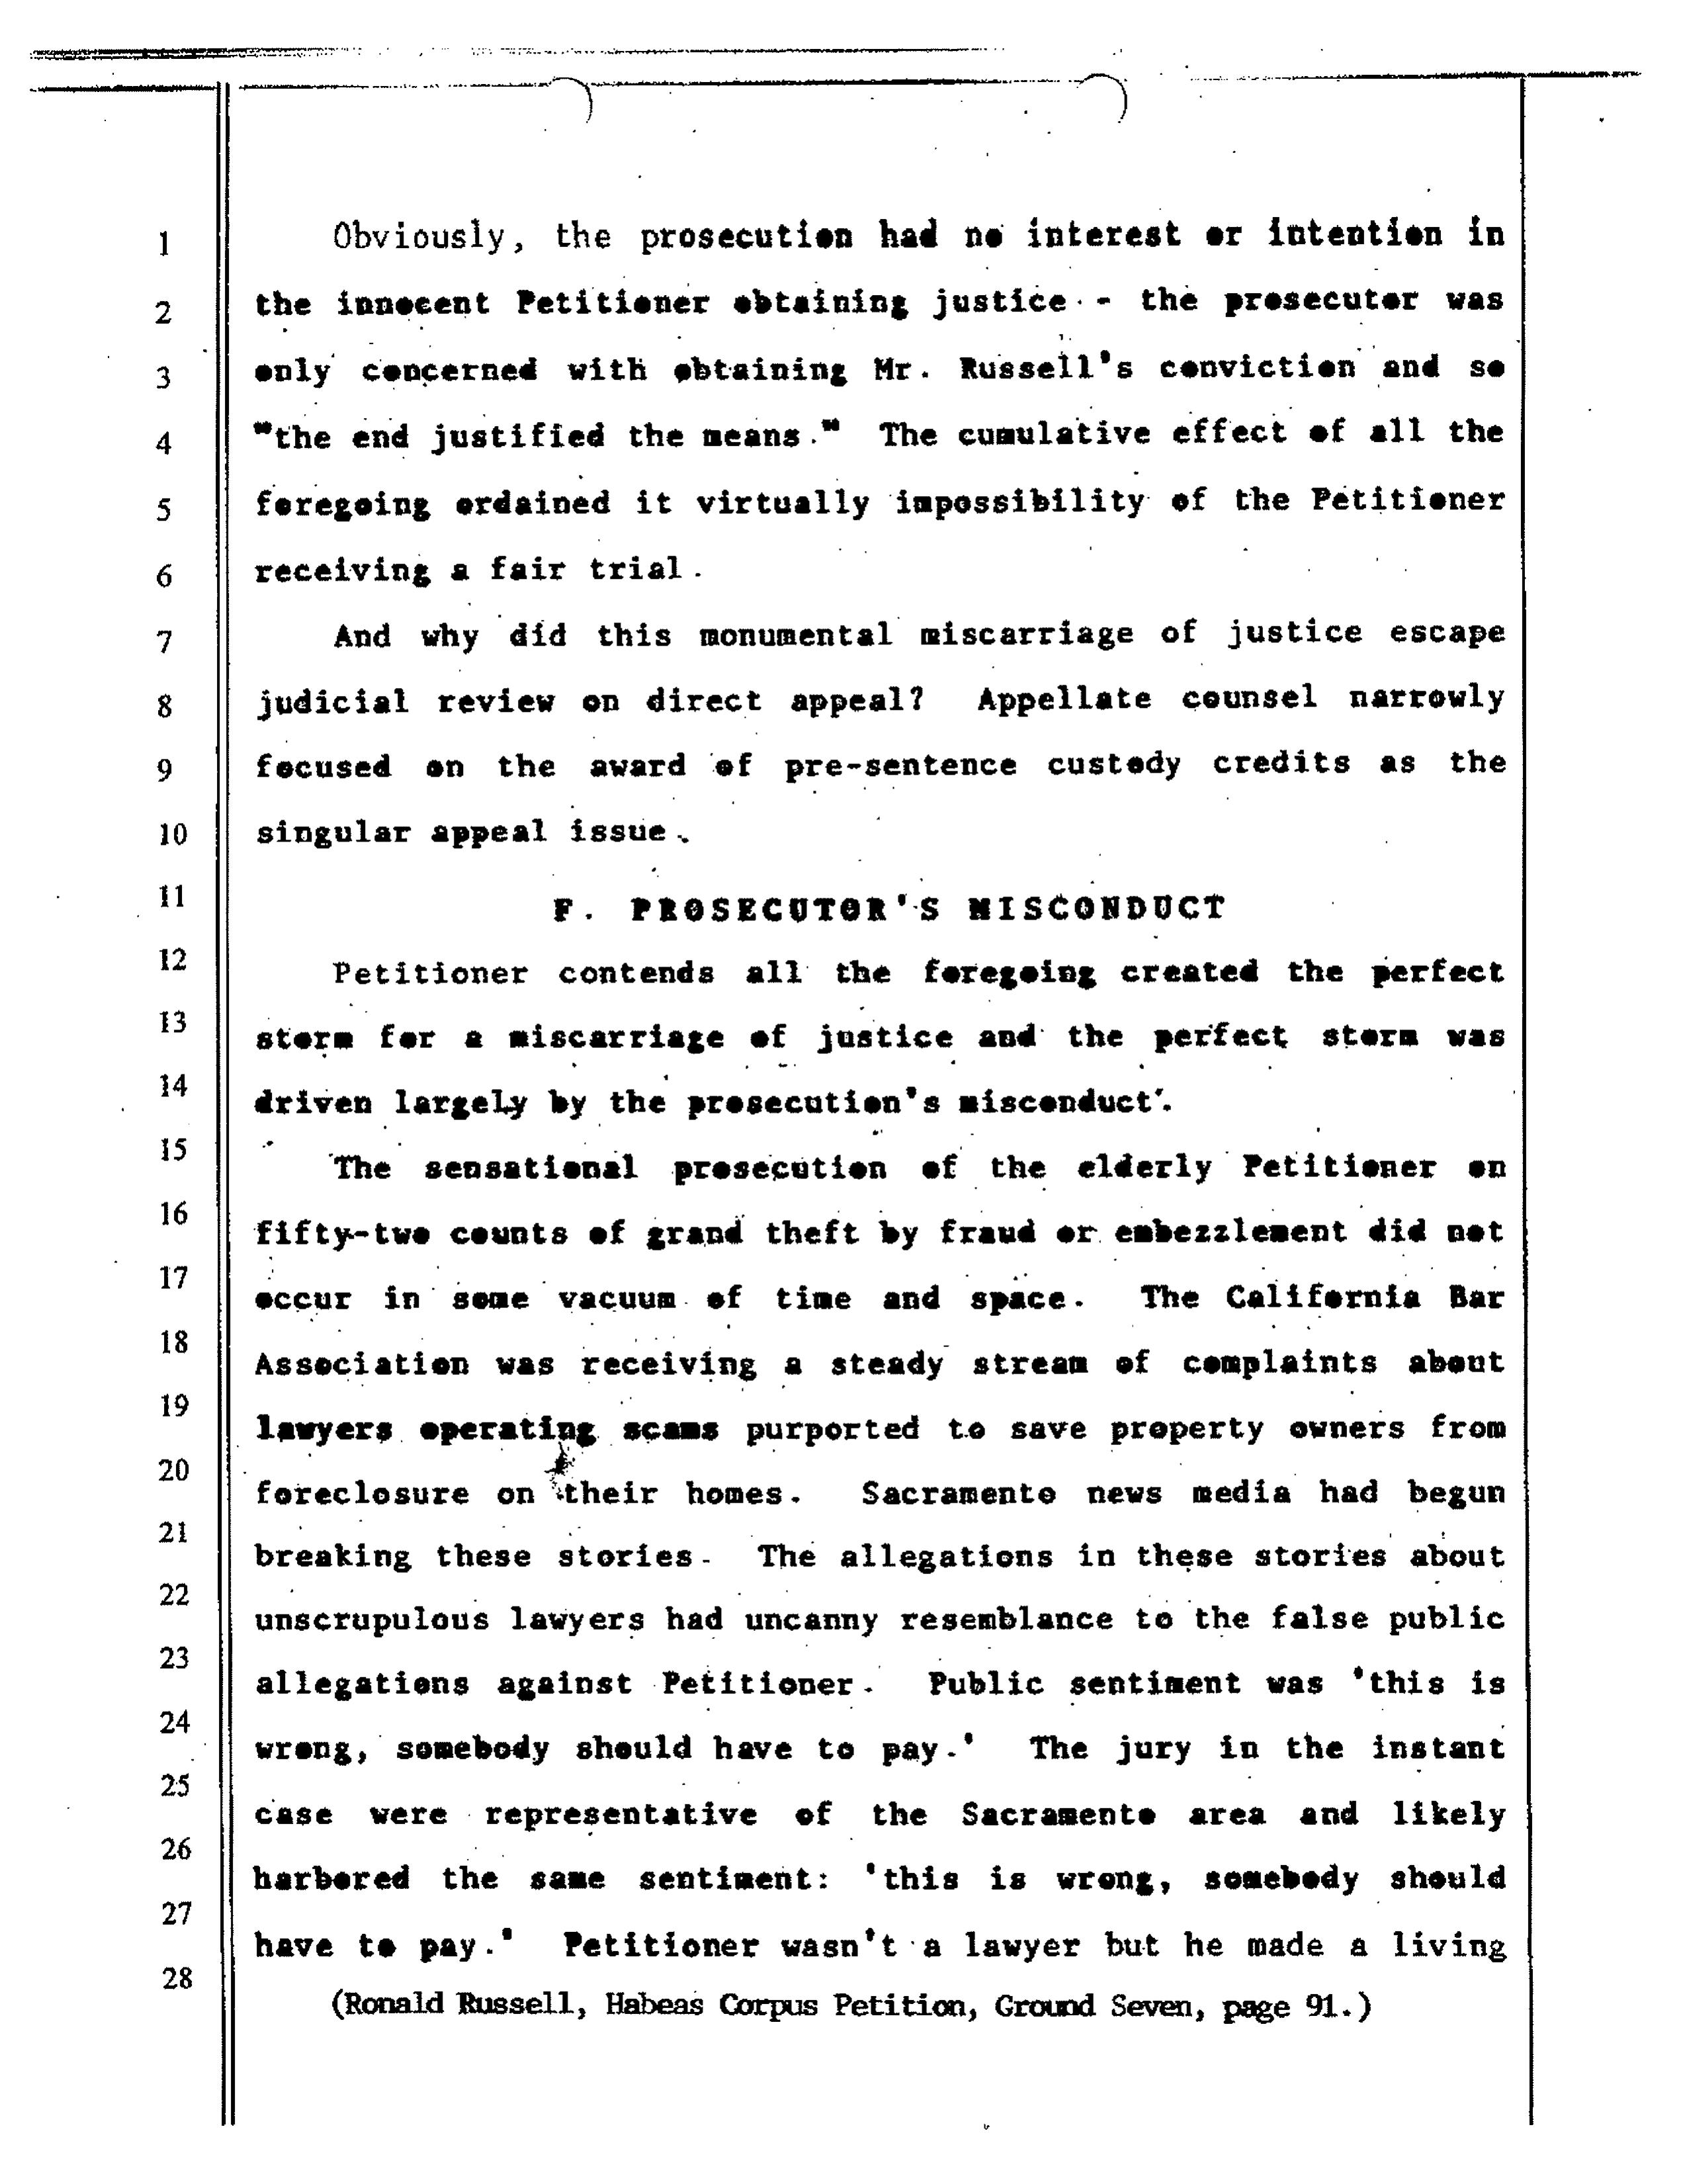 1 Obviously, the prosecution had no interest or intention in
2 the innocent Petitioner obtaining justice - the prosecutor was
3 only concerned with obtaining Mr. Russell's conviction and so
4 "the end justified the means." The cumulative effect of all the
5 foregoing ordained it virtually impossibility of the Petitioner
6 receiving a fair trial.
7 And why did this monumental miscarriage of justice escape
8 judicial review on direct appeal? Appellate counsel narrowly
9 focused on the award of pre-sentence custody credits as the
10 singular appeal issue.
11 F. PROSECUTOR'S MISCONDUCT
12 Petitioner contends all the foregoing created the perfect
13 storm for a miscarriage of justice and the perfect storm was
14 driven largely by the prosecution's misconduct.
15 The sensational prosecution of the elderly Petitioner on
16 fifty-two counts of grand theft by fraud or embezzlement did not
17 occur in some vacuum of time and space. The California Bar
18 Association was receiving a steady stream of complaints about
19 lawyers operating scams purported to save property owners from
20 foreclosure on their homes. Sacramento news media had begun
21 breaking these stories. The allegations in these stories about
22 unscrupulous lawyers had uncanny resemblance to the false public
23 allegations against Petitioner. Public sentiment was 'this is
24 wrong, somebody should have to pay.' The jury in the instant
25 case were representative of the Sacramento area and likely
26 harbored the same sentiment: 'this is wrong, somebody should
27 have to pay.' Petitioner wasn't a lawyer but he made a living
28 (Ronald Russell, Habeas Corpus Petition, Ground Seven, page 91.)